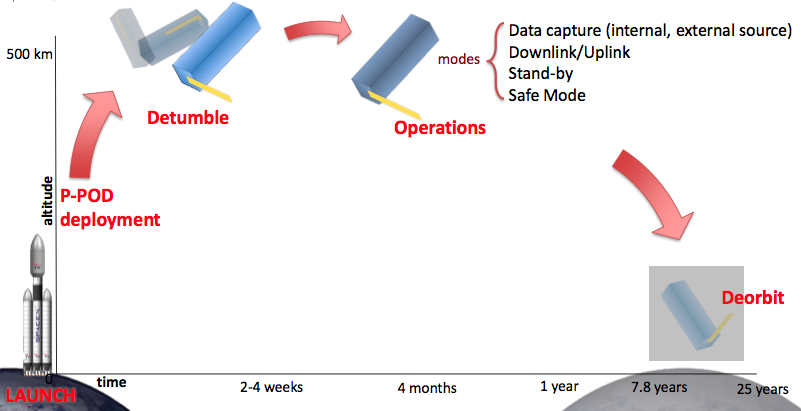 500 km
altitude
Detumble
modes
Data capture (internal, external source)
Downlink/Uplink
Stand-by
Safe Mode
Operations
P-POD
deployment
SPACEX
Deorbit
0
LAUNCH
time
2-4 weeks
4 months
1 year
7.8 years
25 years